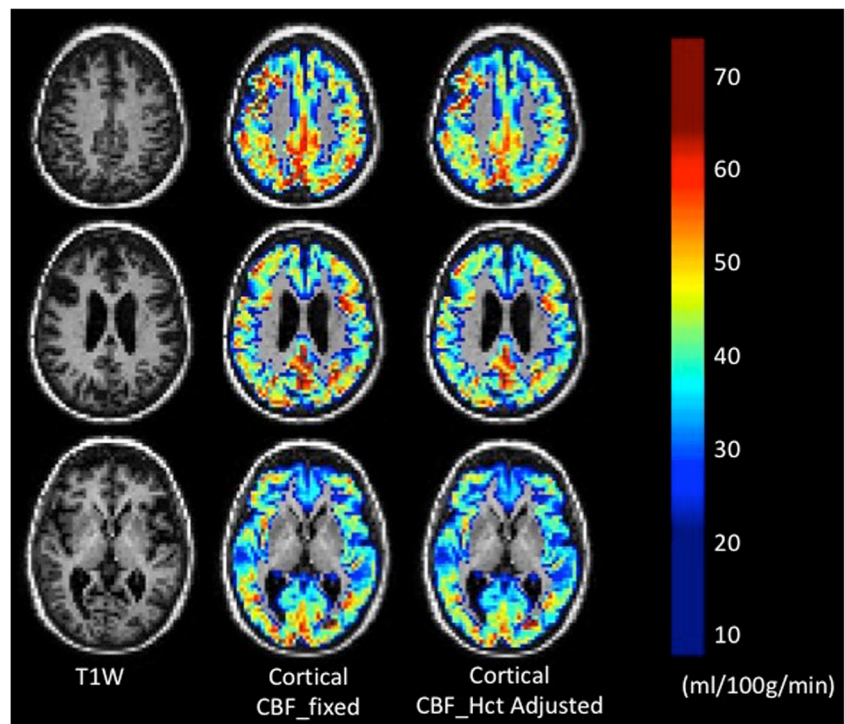 70
60
50
40
30
20
10
(ml/100g/min)
T1W
Cortical
CBF_fixed
Cortical
CBF_Hct Adjusted